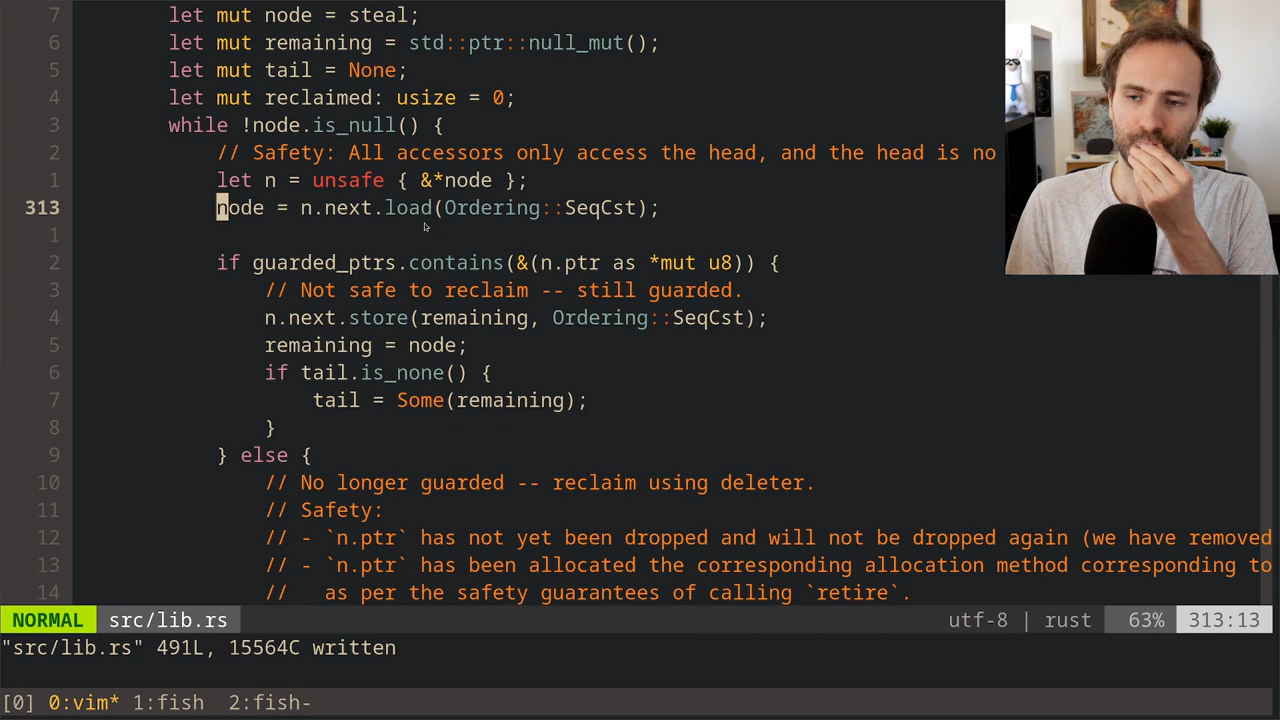 7 let mut node = steal;
6 let mut remaining = std::ptr::null_mut();
5 let mut tail = None;
4 let mut reclaimed: usize = 0;
3 while !node.is_null() {
2 // Safety: All accessors only access the head, and the head is no
1 let n = unsafe { &*node };
313 node = n.next.load(Ordering::SeqCst);
1
2 if guarded_ptrs.contains(&(n.ptr as *mut u8)) {
3 // Not safe to reclaim -- still guarded.
4 n.next.store(remaining, Ordering::SeqCst);
5 remaining = node;
6 if tail.is_none() {
7 tail = Some(remaining);
8 }
9 } else {
10 // No longer guarded -- reclaim using deleter.
11 // Safety:
12 // - `n.ptr` has not yet been dropped and will not be dropped again (we have removed
13 // - `n.ptr` has been allocated the corresponding allocation method corresponding to
14 // as per the safety guarantees of calling `retire`.
NORMAL src/lib.rs utf-8 | rust 63% 313:13
"src/lib.rs" 491L, 15564C written
[0] 0:vim* 1:fish 2:fish-